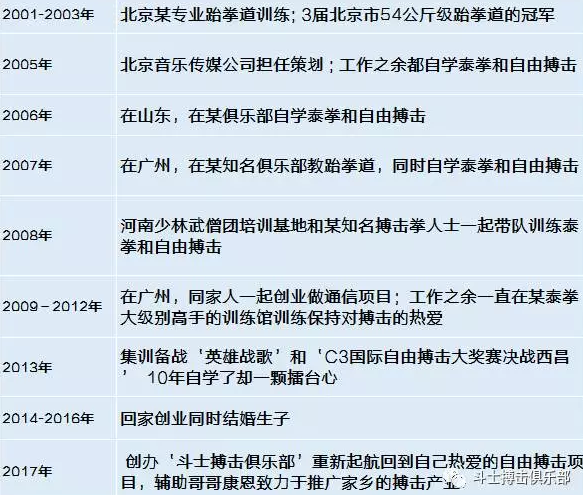 2001-2003年 北京某专业跆拳道训练；3届北京市54公斤级跆拳道的冠军
2005年 北京音乐传媒公司担任策划；工作之余都自学泰拳和自由搏击
2006年 在山东，在某俱乐部自学泰拳和自由搏击
2007年 在广州，在某知名俱乐部教跆拳道，同时自学泰拳和自由搏击
2008年 河南少林武僧团培训基地和某知名搏击拳人士一起带队训练泰
拳和自由搏击
2009－2012年 在广州，同家人一起创业做通信项目；工作之余一直在某泰拳
大级别高手的训练馆训练保持对搏击的热爱
2013年 集训备战‘英雄战歌’和‘C3国际自由搏击大奖赛决战西昌
’ 10年自学了却一颗擂台心
2014-2016年 回家创业同时结婚生子
2017年 创办‘斗士搏击俱乐部’重新起航回到自己热爱的自由搏击项
目，辅助哥哥康恩致力于推广家乡的搏击产业
斗士搏击俱乐部